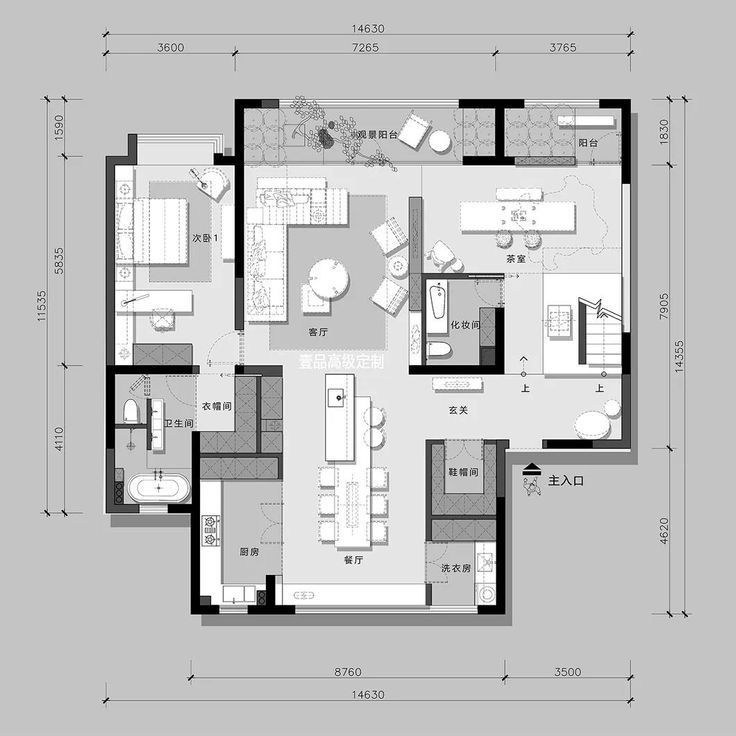 14630
3600
7265
3765
1590
5835
11535
4110
1830
7905
14355
4620
观景阳台
阳台
次卧1
茶室
客厅
化妆间
壹品高级定制
上
上
衣帽间
玄关
卫生间
鞋帽间
主入口
厨房
餐厅
洗衣房
8760
3500
14630